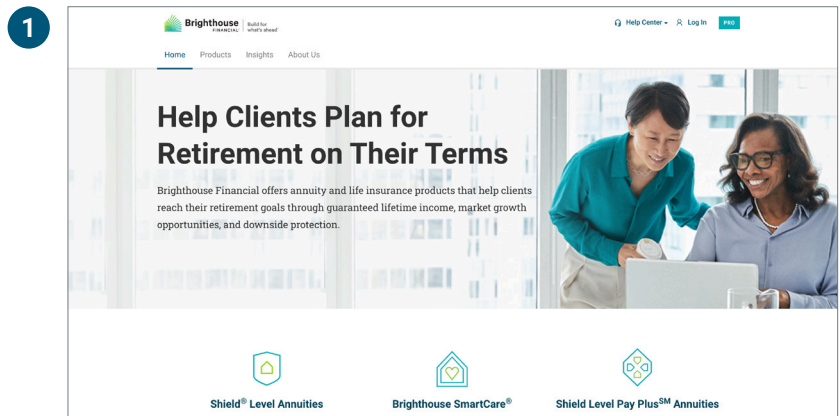 1
Brighthouse
FINANCIAL®
Build for
what's ahead®
Help Center
Log In
PRO
Home Products Insights About Us
Help Clients Plan for
Retirement on Their Terms
Brighthouse Financial offers annuity and life insurance products that help clients
reach their retirement goals through guaranteed lifetime income, market growth
opportunities, and downside protection.
Shield® Level Annuities
Brighthouse SmartCare®
Shield Level Pay Plus℠ Annuities